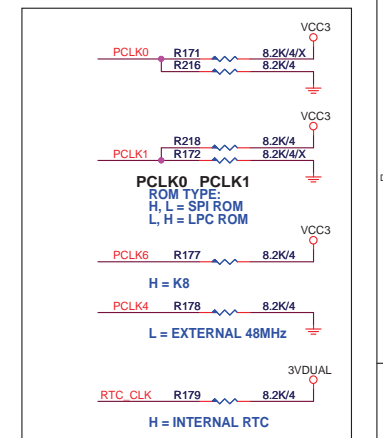 VCC3
PCLK0 R171 8.2K/4/X
R216 8.2K/4
VCC3
R218 8.2K/4
PCLK1 R172 8.2K/4/X
PCLK0 PCLK1
ROM TYPE:
H, L = SPI ROM
L, H = LPC ROM
VCC3
PCLK6 R177 8.2K/4
H = K8
PCLK4 R178 8.2K/4
L = EXTERNAL 48MHz
3VDUAL
RTC_CLK R179 8.2K/4
H = INTERNAL RTC